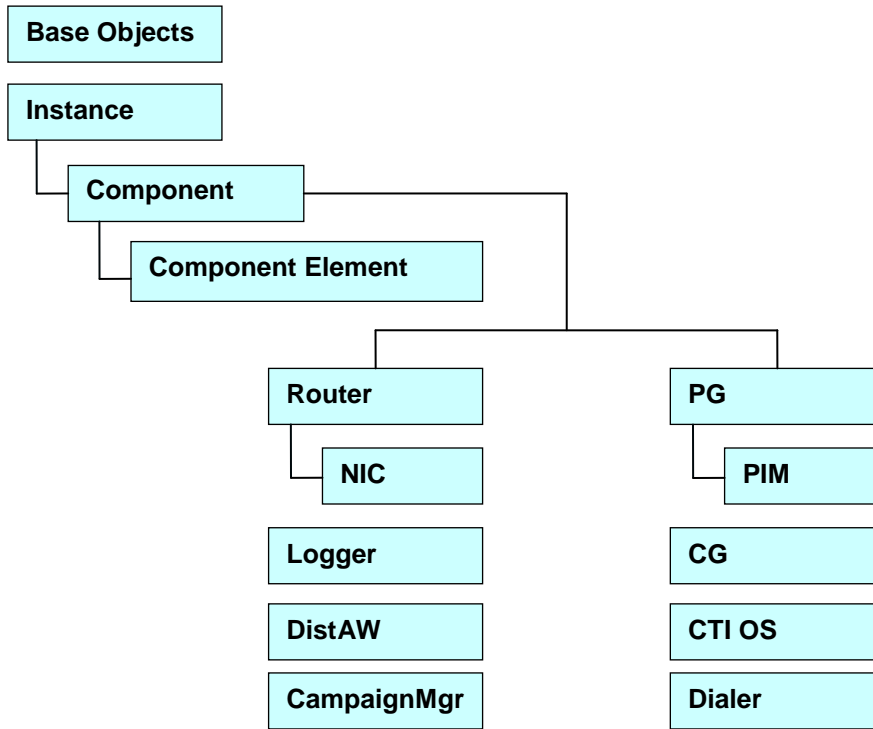 Base Objects
Instance
Component
Component Element
Router
NIC
Logger
DistAW
CampaignMgr
PG
PIM
CG
CTI OS
Dialer